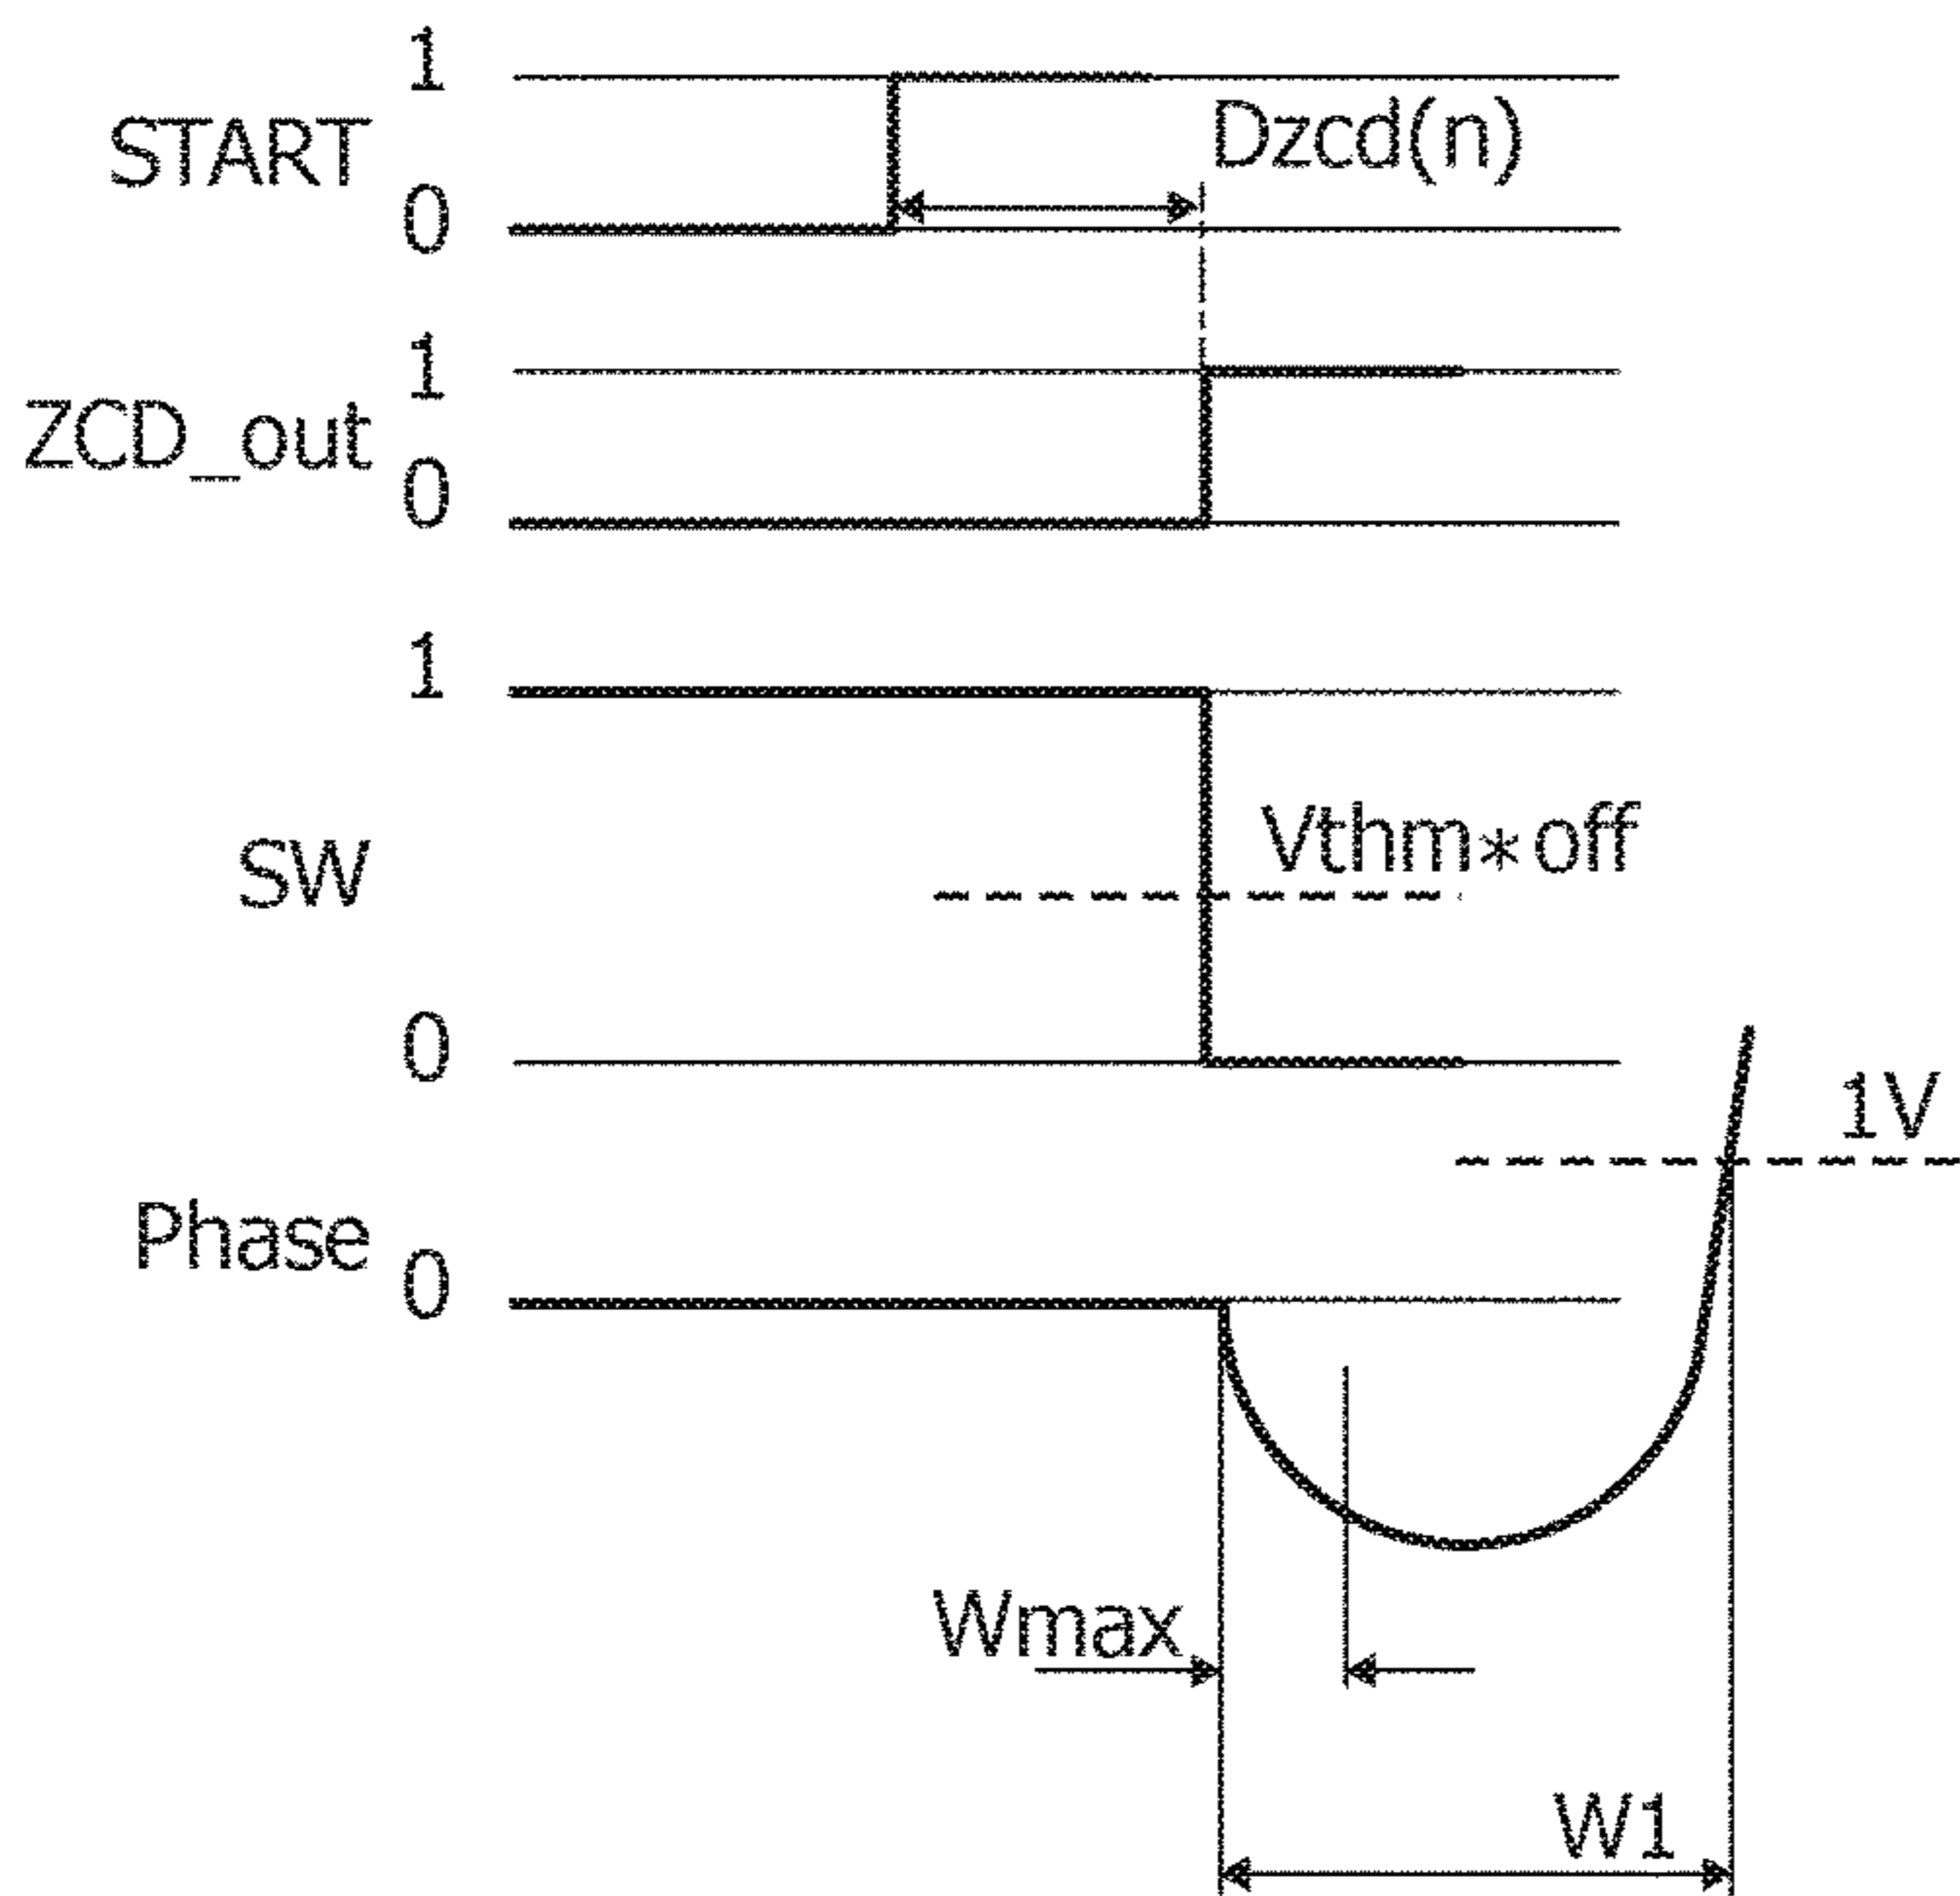 1
START
Dzcd(n)
0
1
ZCD_out
0
1
Vthm*off
SW
0
1V
Phase
0
Wmax
W1